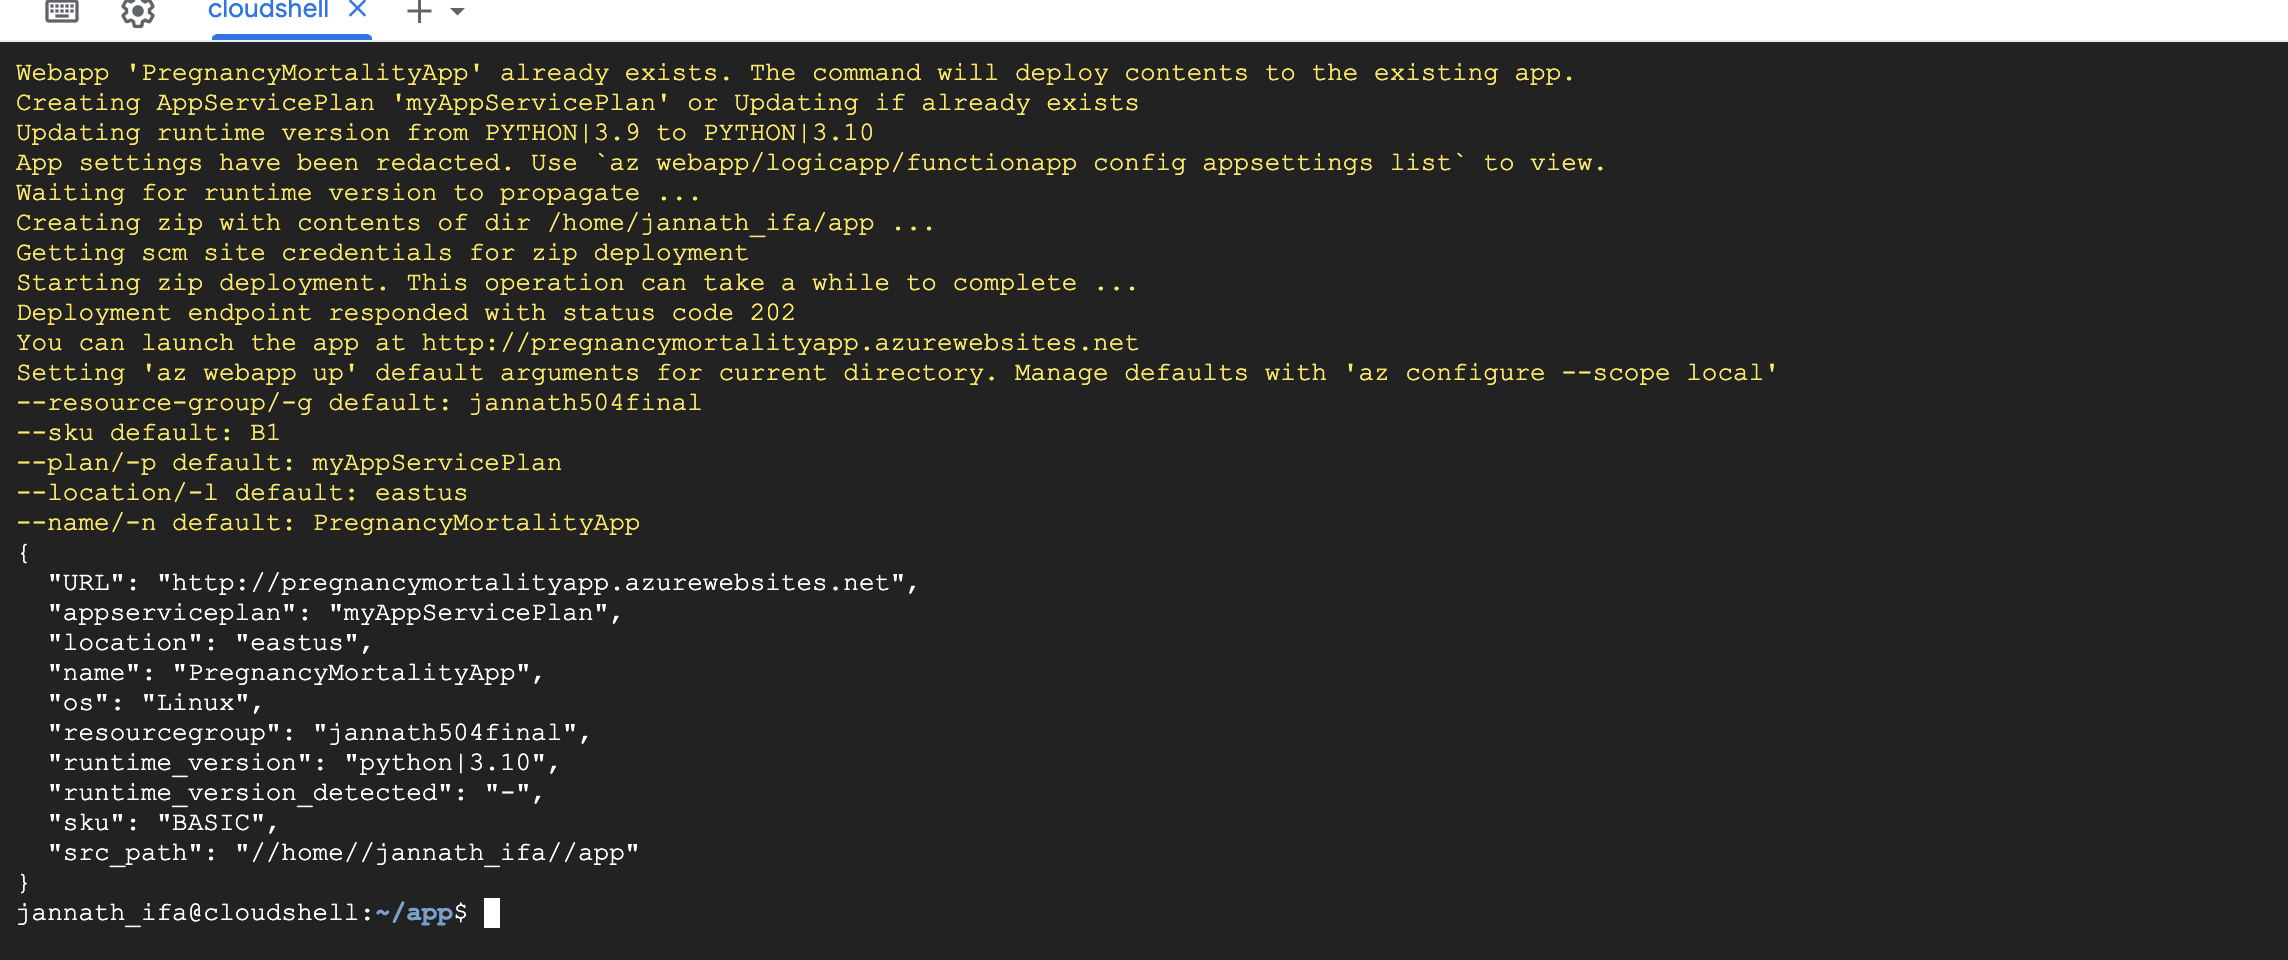 cloudshell
Webapp 'PregnancyMortalityApp' already exists. The command will deploy contents to the existing app.
Creating AppServicePlan 'myAppServicePlan' or Updating if already exists
Updating runtime version from PYTHON|3.9 to PYTHON|3.10
App settings have been redacted. Use `az webapp/logicapp/functionapp config appsettings list` to view.
Waiting for runtime version to propagate ...
Creating zip with contents of dir /home/jannath_ifa/app ...
Getting scm site credentials for zip deployment
Starting zip deployment. This operation can take a while to complete ...
Deployment endpoint responded with status code 202
You can launch the app at http://pregnancymortalityapp.azurewebsites.net
Setting 'az webapp up' default arguments for current directory. Manage defaults with 'az configure --scope local'
--resource-group/-g default: jannath504final
--sku default: B1
--plan/-p default: myAppServicePlan
--location/-l default: eastus
--name/-n default: PregnancyMortalityApp
{
  "URL": "http://pregnancymortalityapp.azurewebsites.net",
  "appserviceplan": "myAppServicePlan",
  "location": "eastus",
  "name": "PregnancyMortalityApp",
  "os": "Linux",
  "resourcegroup": "jannath504final",
  "runtime_version": "python|3.10",
  "runtime_version_detected": "-",
  "sku": "BASIC",
  "src_path": "//home//jannath_ifa//app"
}
jannath_ifa@cloudshell:~/app$